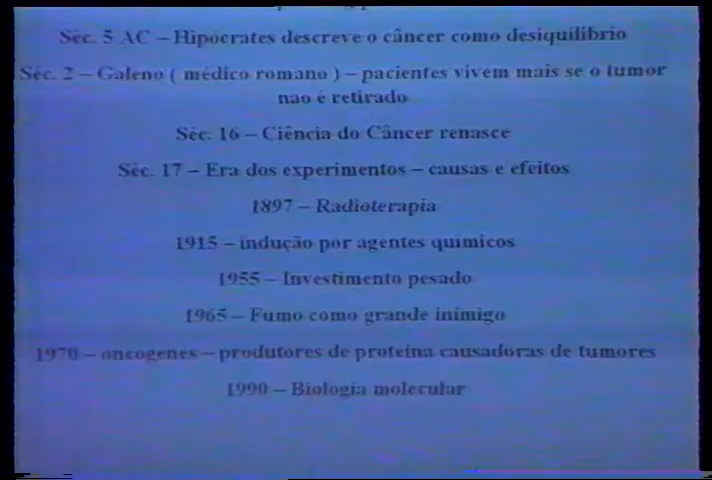 Séc. 5 AC – Hipócrates descreve o câncer como desiquilíbrio
Séc. 2 – Galeno ( médico romano ) – pacientes vivem mais se o tumor
nao é retirado
Séc. 16 – Ciência do Câncer renasce
Séc. 17 – Era dos experimentos – causas e efeitos
1897 – Radioterapia
1915 – indução por agentes químicos
1955 – Investimento pesado
1965 – Fumo como grande inimigo
1970 – oncogenes – produtores de proteína causadoras de tumores
1990 – Biologia molecular